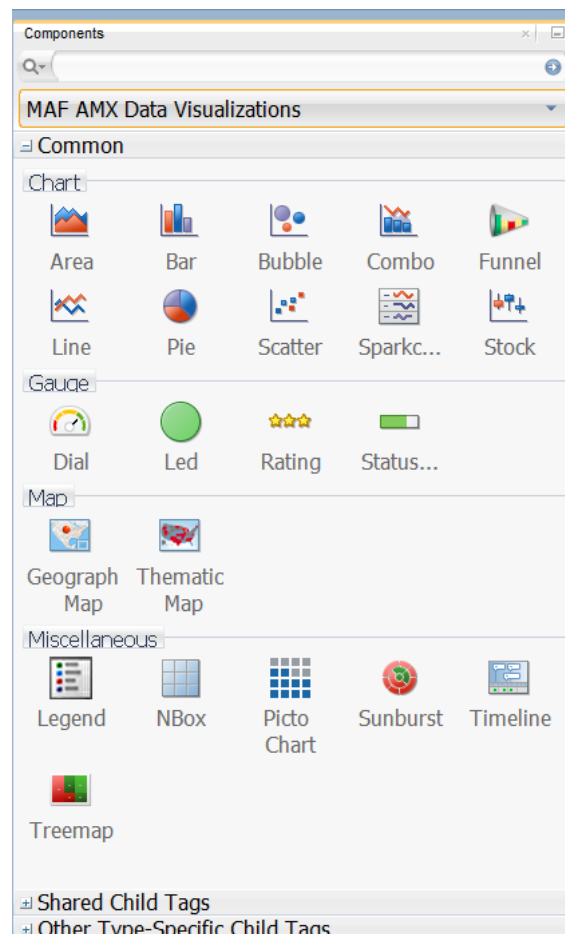 Components
MAF AMX Data Visualizations
Common
Chart
Area Bar Bubble Combo Funnel
Line Pie Scatter Sparkc... Stock
Gauge
Dial Led Rating Status...
Map
Geograph Thematic
Map Map
Miscellaneous
Legend NBox Picto Sunburst Timeline
Chart
Treemap
Shared Child Tags
Other Type-Specific Child Tags